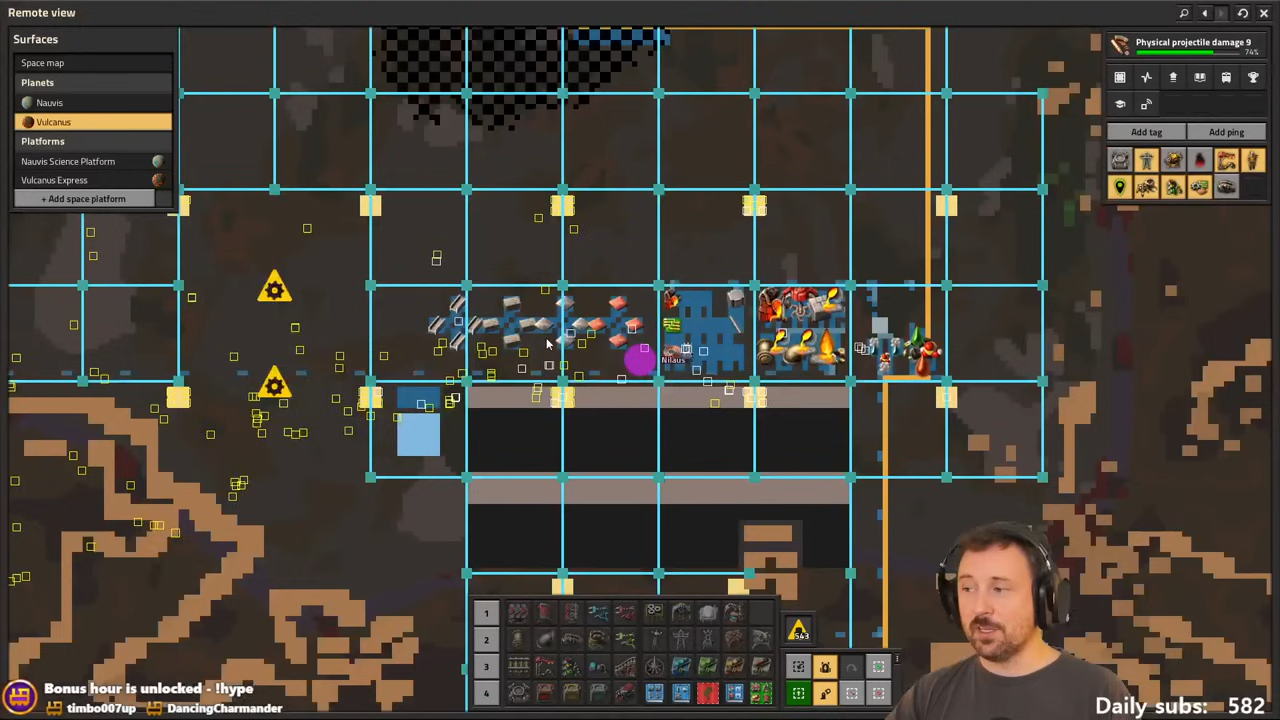 Remote view
Surfaces
Space map
Planets
Nauvis
Vulcanus
Platforms
Nauvis Science Platform
Vulcanus Express
+ Add space platform
Physical projectile damage 9
74%
Add tag
Add ping
Nilaus
1
2
3
4
543
Bonus hour is unlocked - !hype
timbo007up
DancingCharmander
Daily subs: 582